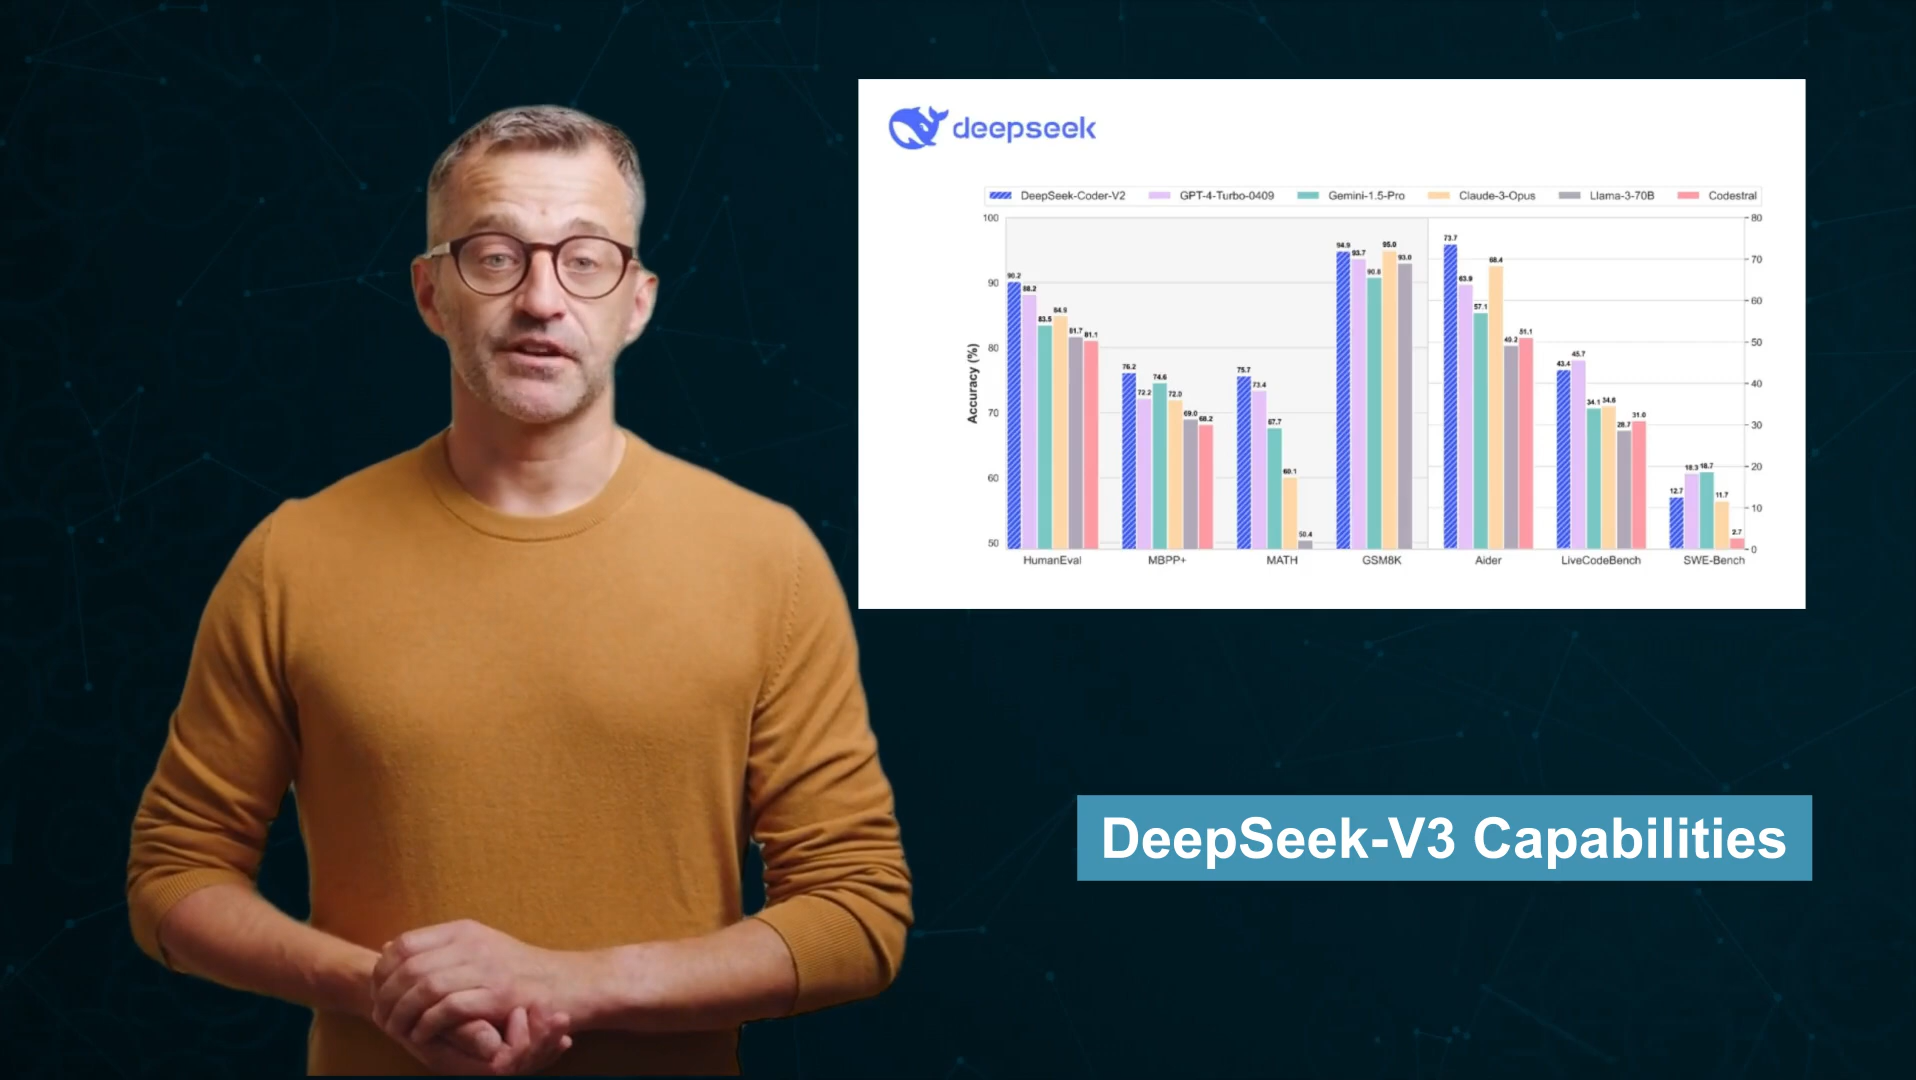 deepseek
DeepSeek-Coder-V2 GPT-4-Turbo-0409 Gemini-1.5-Pro Claude-3-Opus Llama-3-70B Codestral
Accuracy (%)
100
90
80
70
60
50
80
70
60
50
40
30
20
10
0
90.2 88.2 83.5 84.9 81.7 81.1
76.2 72.2 74.6 72.0 69.0 68.2
75.7 73.4 67.7 60.1 50.4
94.9 93.7 90.8 95.0 93.0
73.7 63.9 57.1 68.4 49.2 51.1
43.4 45.7 34.1 34.6 28.7 31.0
12.7 18.3 18.7 11.7 2.7
HumanEval MBPP+ MATH GSM8K Aider LiveCodeBench SWE-Bench
DeepSeek-V3 Capabilities